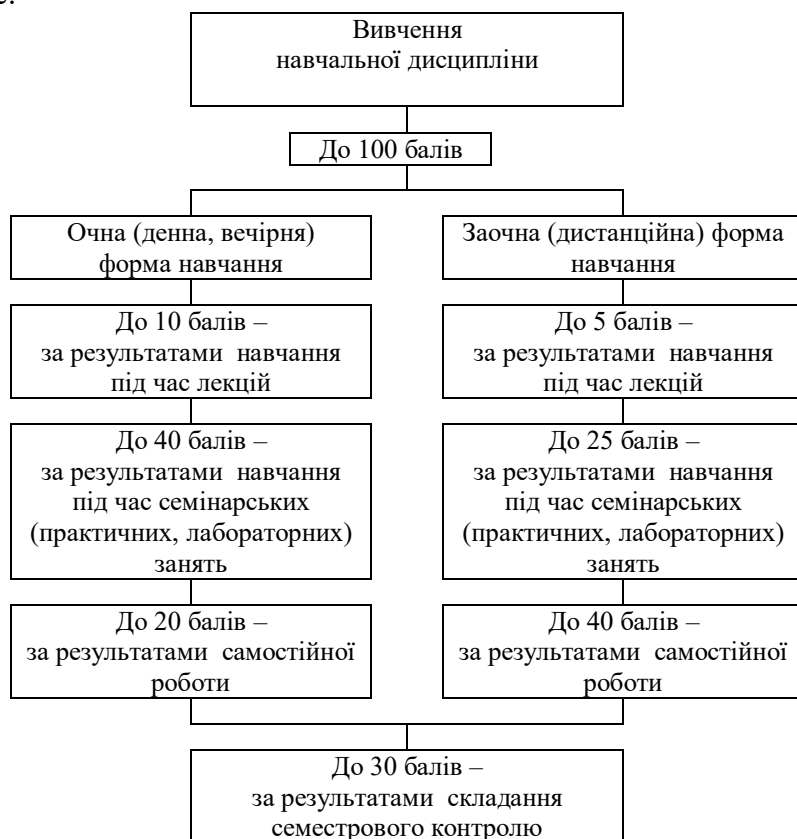 Вивчення
навчальної дисципліни
До 100 балів
Очна (денна, вечірня)
форма навчання
Заочна (дистанційна) форма
навчання
До 10 балів –
за результатами навчання
під час лекцій
До 5 балів –
за результатами навчання
під час лекцій
До 40 балів –
за результатами навчання
під час семінарських
(практичних, лабораторних)
занять
До 25 балів –
за результатами навчання
під час семінарських
(практичних, лабораторних)
занять
До 20 балів –
за результатами самостійної
роботи
До 40 балів –
за результатами самостійної
роботи
До 30 балів –
за результатами складання
семестрового контролю